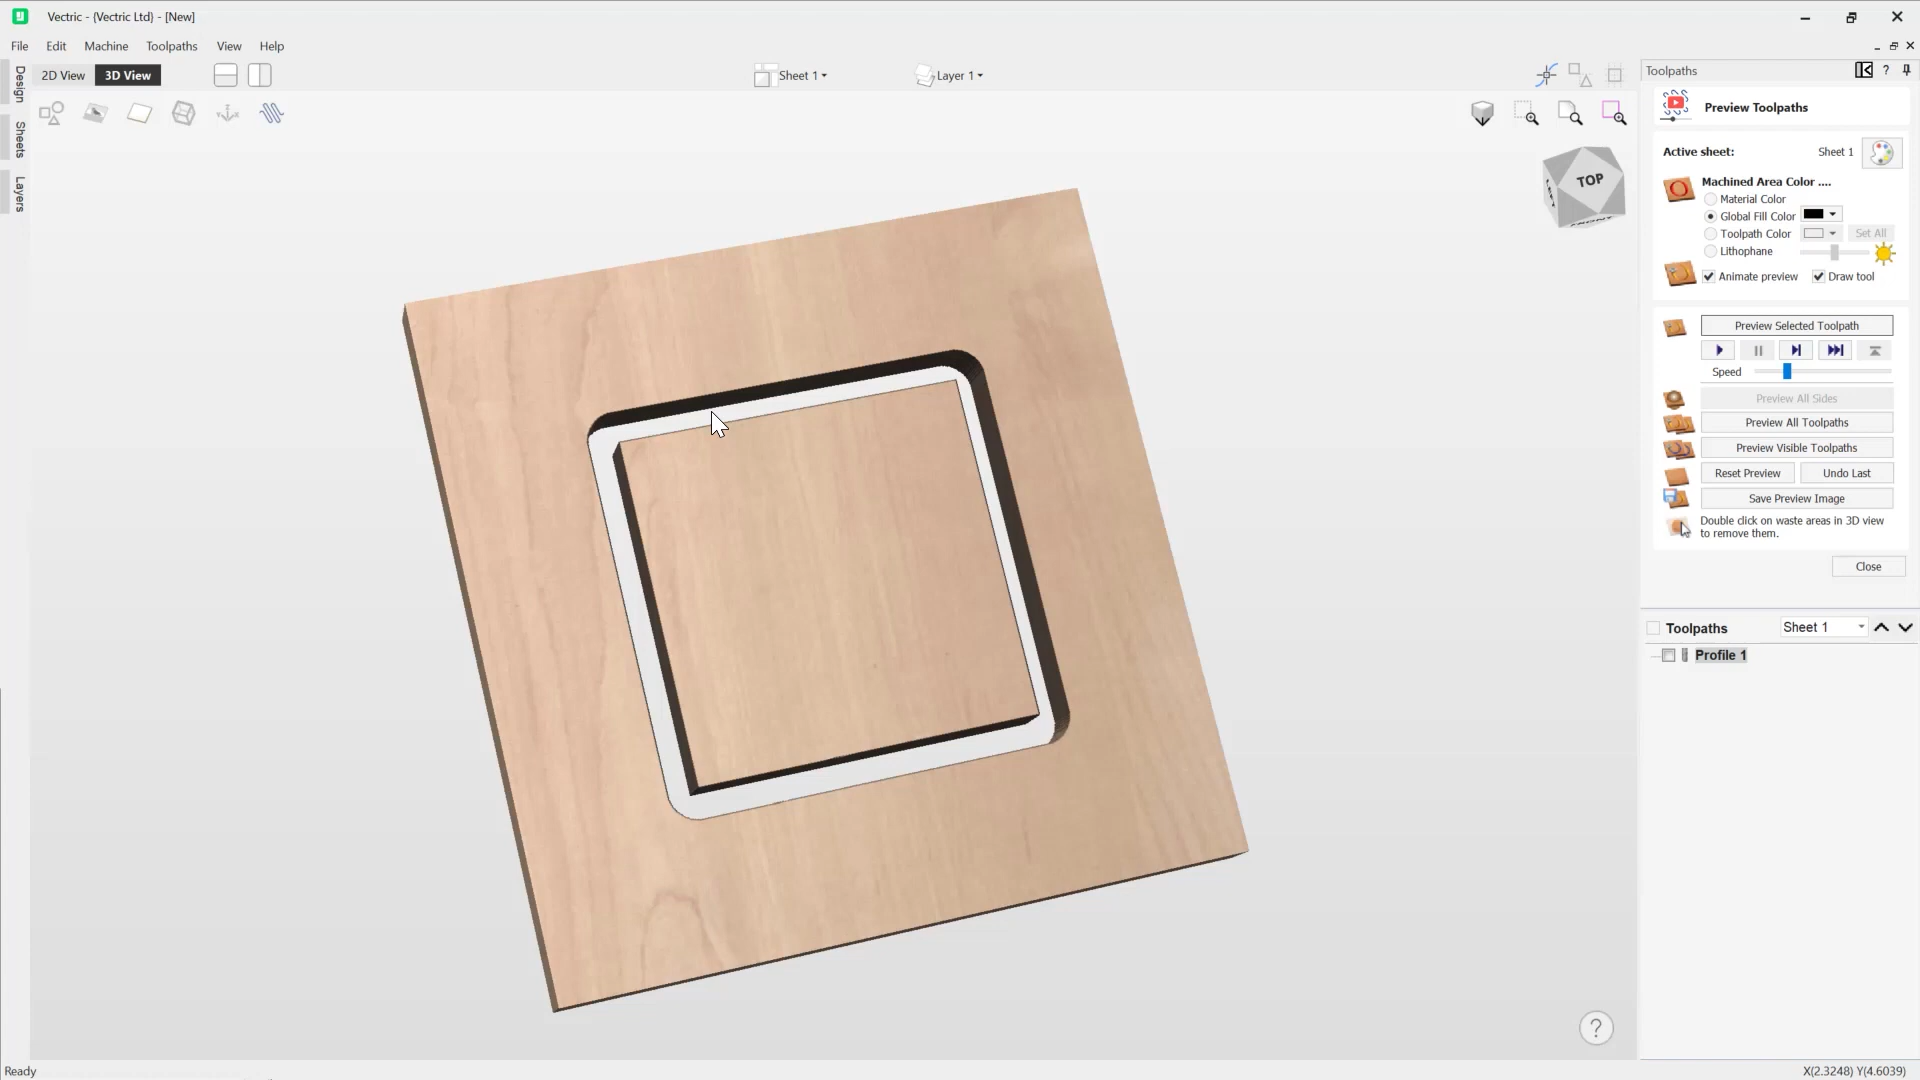 Vectric - {Vectric Ltd} - [New]
File Edit Machine Toolpaths View Help
2D View 3D View Sheet 1 Layer 1
Design
Sheets
Layers
TOP
Toolpaths ?
Preview Toolpaths
Active sheet: Sheet 1
Machined Area Color ....
Material Color
Global Fill Color
Toolpath Color Set All
Lithophane
Animate preview Draw tool
Preview Selected Toolpath
Speed
Preview All Sides
Preview All Toolpaths
Preview Visible Toolpaths
Reset Preview Undo Last
Save Preview Image
Double click on waste areas in 3D view
to remove them.
Close
Toolpaths Sheet 1
Profile 1
?
Ready X(2.3248) Y(4.6039)